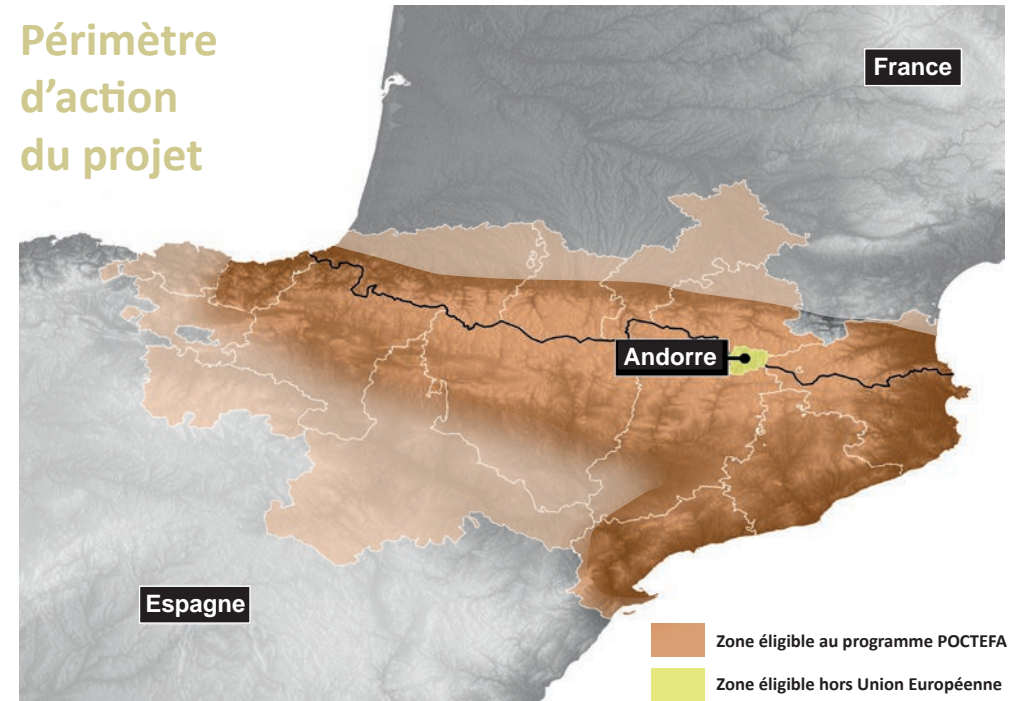 Périmètre
d'action
du projet
France
Andorre
Espagne
Zone éligible au programme POCTEFA
Zone éligible hors Union Européenne